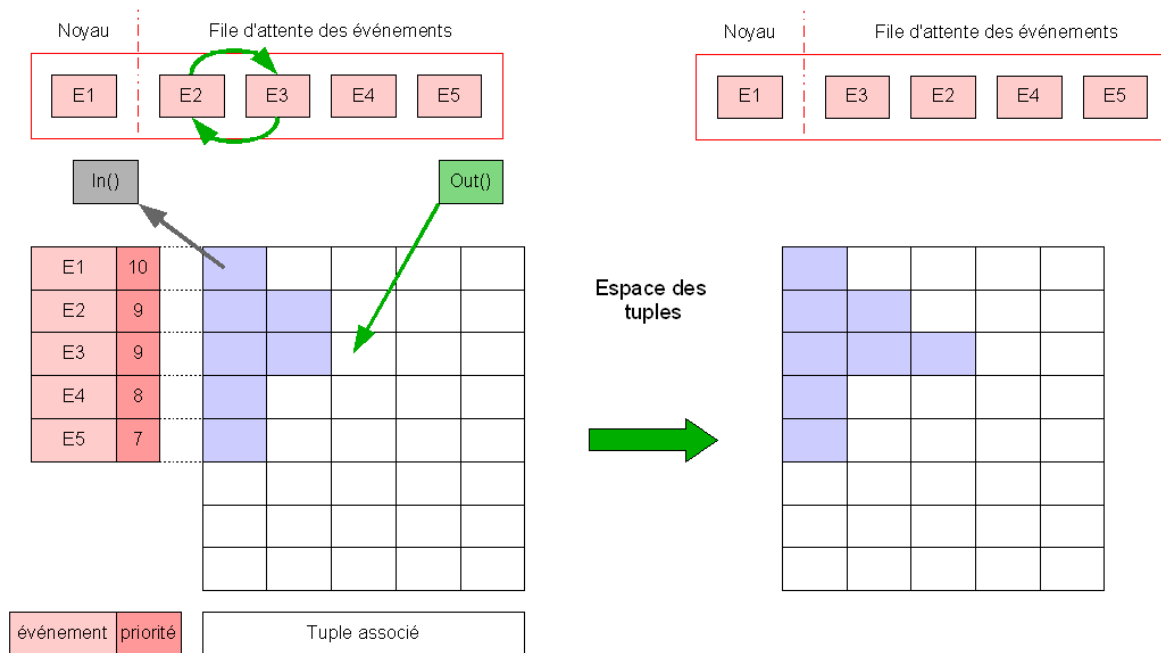 Noyau
File d'attente des événements
E1
E2
E3
E4
E5
Noyau
File d'attente des événements
E1
E3
E2
E4
E5
In()
Out()
E1 10
E2 9
E3 9
E4 8
E5 7
Espace des
tuples
événement priorité
Tuple associé